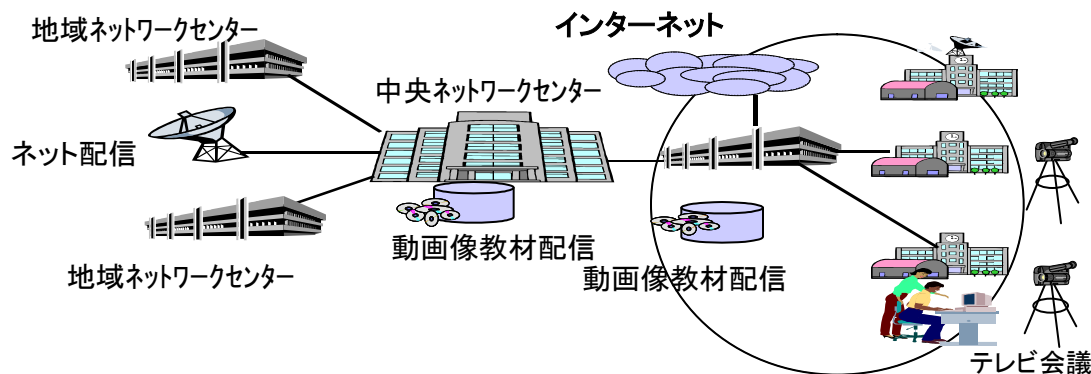 地域ネットワークセンター
インターネット
中央ネットワークセンター
ネット配信
動画像教材配信
地域ネットワークセンター
動画像教材配信
テレビ会議